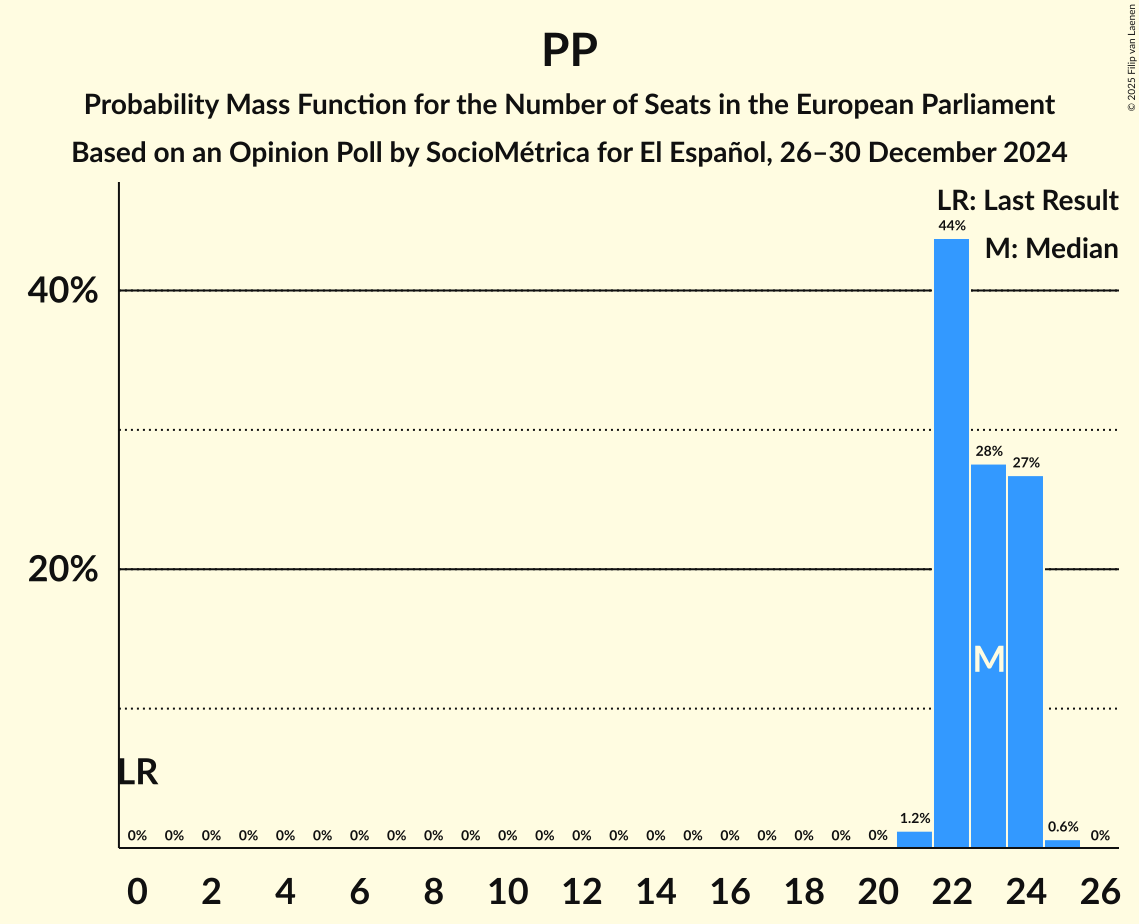 PP
Probability Mass Function for the Number of Seats in the European Parliament
Based on an Opinion Poll by SocioMétrica for El Español, 26–30 December 2024
© 2025 Filip van Laenen
LR: Last Result
M: Median
44%
40%
28%
27%
20%
M
LR
0% 0% 0% 0% 0% 0% 0% 0% 0% 0% 0% 0% 0% 0% 0% 0% 0% 0% 0% 0% 0% 1.2% 0.6% 0%
0 2 4 6 8 10 12 14 16 18 20 22 24 26